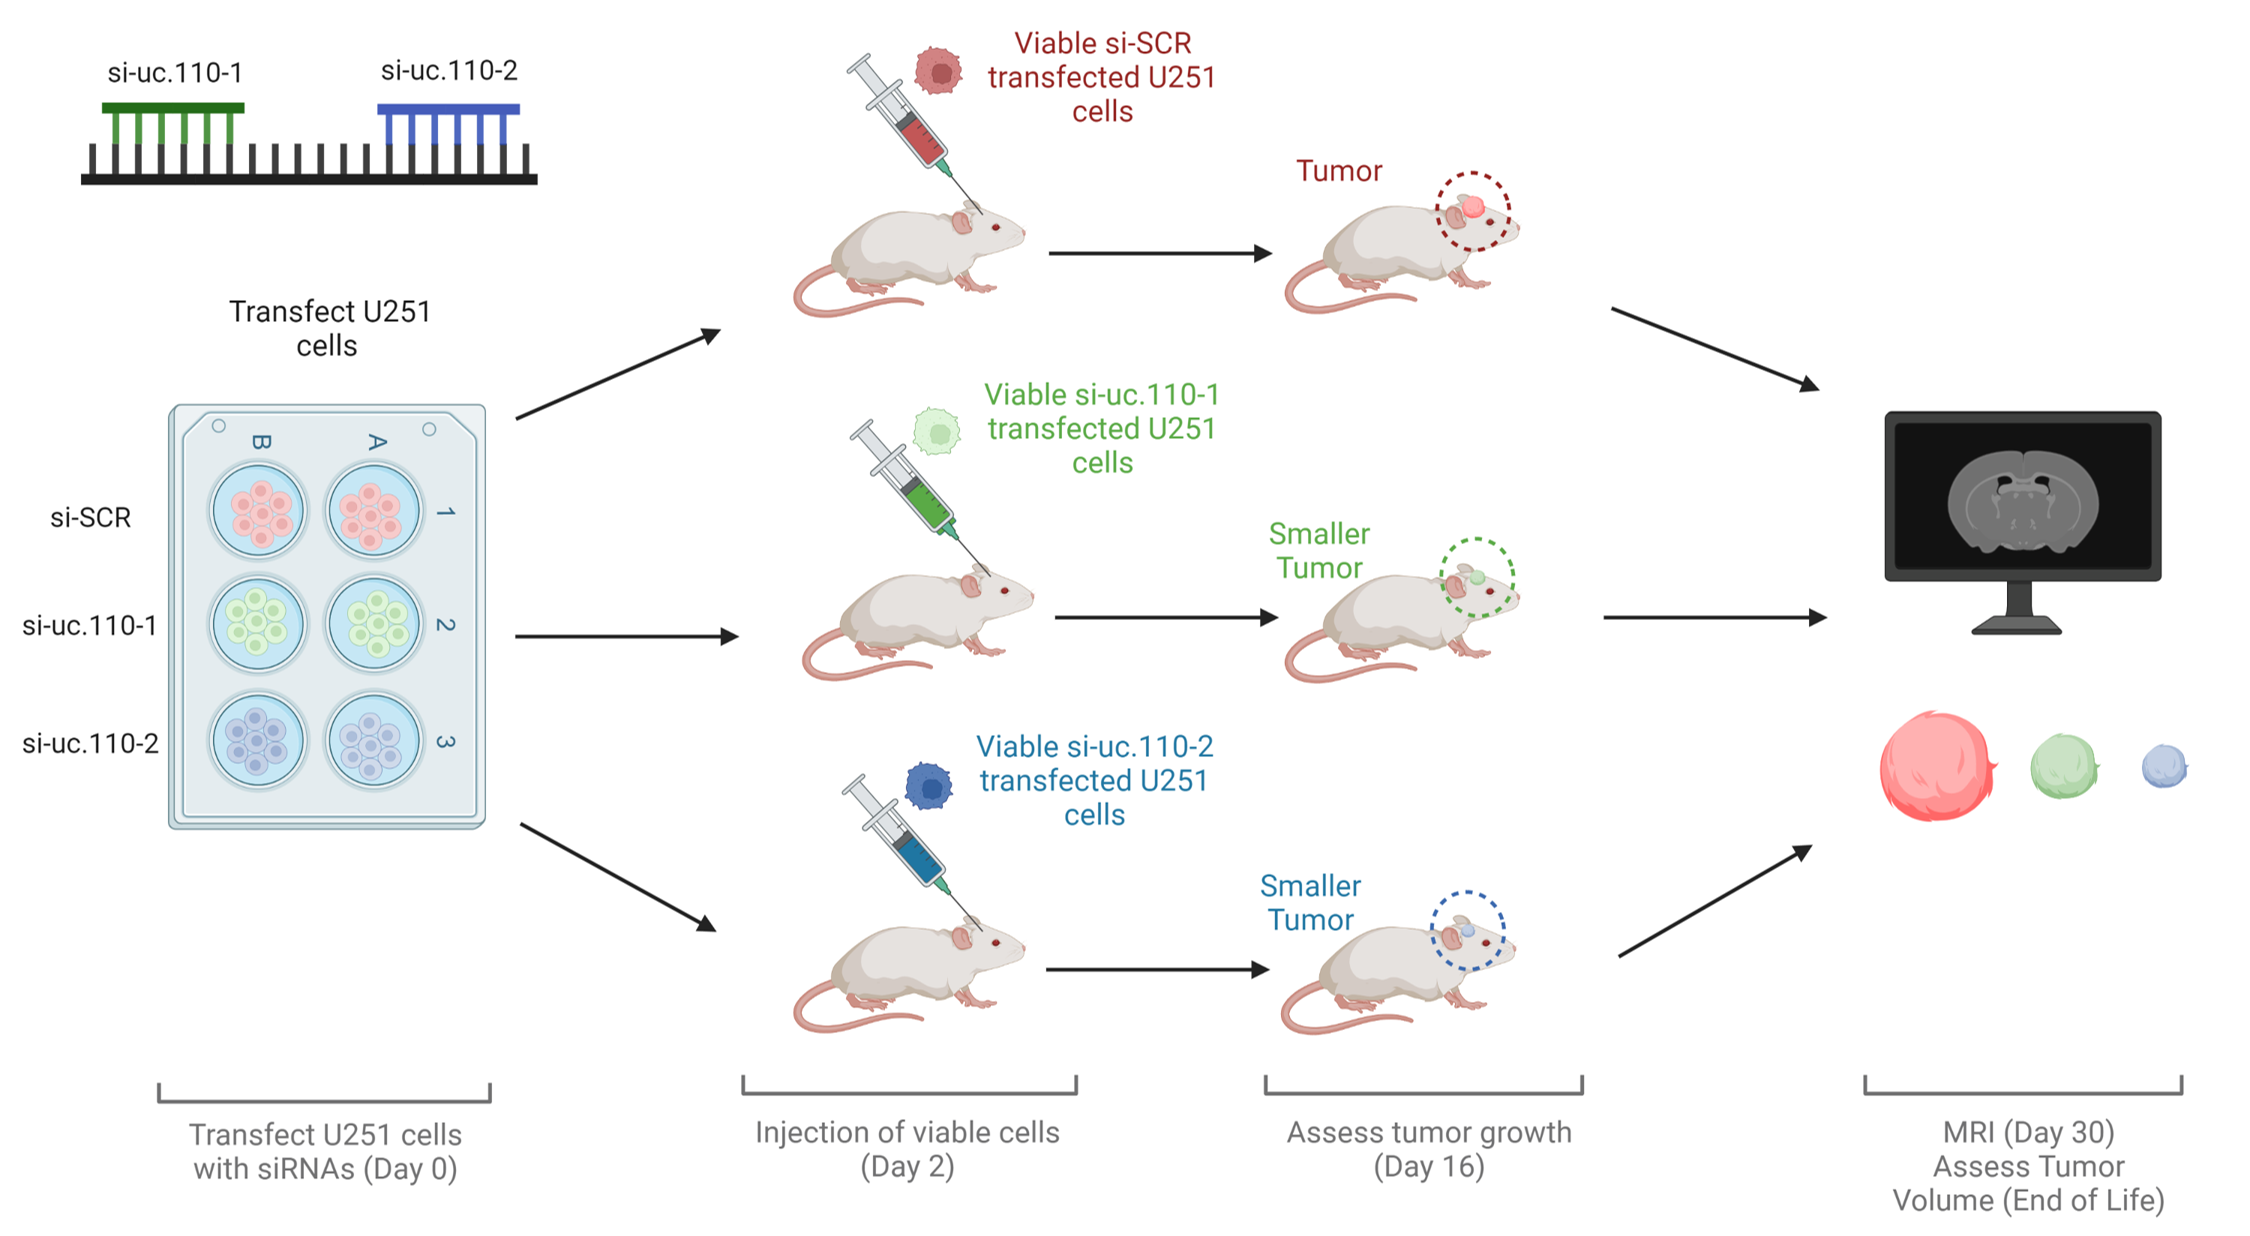 si-uc.110-1
si-uc.110-2
Transfect U251
cells
B
A
1
2
3
si-SCR
si-uc.110-1
si-uc.110-2
Viable si-SCR
transfected U251
cells
Tumor
Viable si-uc.110-1
transfected U251
cells
Smaller
Tumor
Viable si-uc.110-2
transfected U251
cells
Smaller
Tumor
Transfect U251 cells
with siRNAs (Day 0)
Injection of viable cells
(Day 2)
Assess tumor growth
(Day 16)
MRI (Day 30)
Assess Tumor
Volume (End of Life)